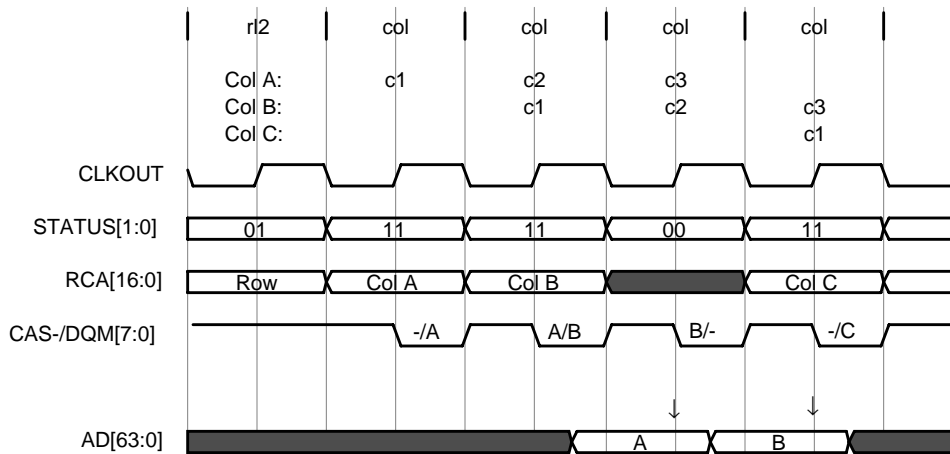 rl2 col col col col
Col A: c1 c2 c3
Col B: c1 c2 c3
Col C: c1
CLKOUT
STATUS[1:0] 01 11 11 00 11
RCA[16:0] Row Col A Col B Col C
CAS-/DQM[7:0] -/A A/B B/- -/C
AD[63:0] A B